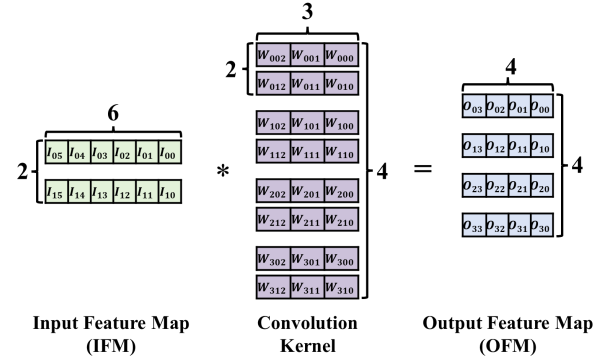 3
W002 W001 W000
2
W012 W011 W010
W102 W101 W100
W112 W111 W110
W202 W201 W200
W212 W211 W210
W302 W301 W300
W312 W311 W310
4
6
I05 I04 I03 I02 I01 I00
2
I15 I14 I13 I12 I11 I10
*
=
4
O03 O02 O01 O00
O13 O12 O11 O10
O23 O22 O21 O20
O33 O32 O31 O30
4
Input Feature Map
(IFM)
Convolution
Kernel
Output Feature Map
(OFM)